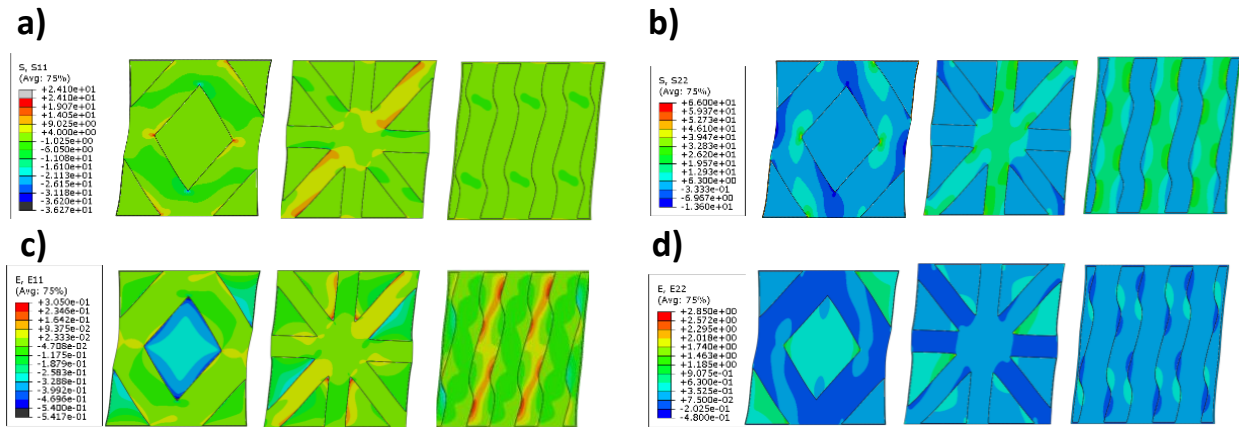 a)
S, S11
(Avg: 75%)
+2.410e+01
+2.410e+01
+1.907e+01
+1.405e+01
+9.025e+00
+4.000e+00
-1.025e+00
-6.050e+00
-1.108e+01
-1.610e+01
-2.113e+01
-2.615e+01
-3.118e+01
-3.620e+01
-3.627e+01
b)
S, S22
(Avg: 75%)
+6.600e+01
+5.937e+01
+5.273e+01
+4.610e+01
+3.947e+01
+3.283e+01
+2.620e+01
+1.957e+01
+1.293e+01
+6.300e+00
-3.333e-01
-6.967e+00
-1.360e+01
c)
E, E11
(Avg: 75%)
+3.050e-01
+2.346e-01
+1.642e-01
+9.375e-02
+2.333e-02
-4.708e-02
-1.175e-01
-1.879e-01
-2.583e-01
-3.288e-01
-3.992e-01
-4.696e-01
-5.400e-01
-5.417e-01
d)
E, E22
(Avg: 75%)
+2.850e+00
+2.572e+00
+2.295e+00
+2.018e+00
+1.740e+00
+1.463e+00
+1.185e+00
+9.075e-01
+6.300e-01
+3.525e-01
+7.500e-02
-2.025e-01
-4.800e-01